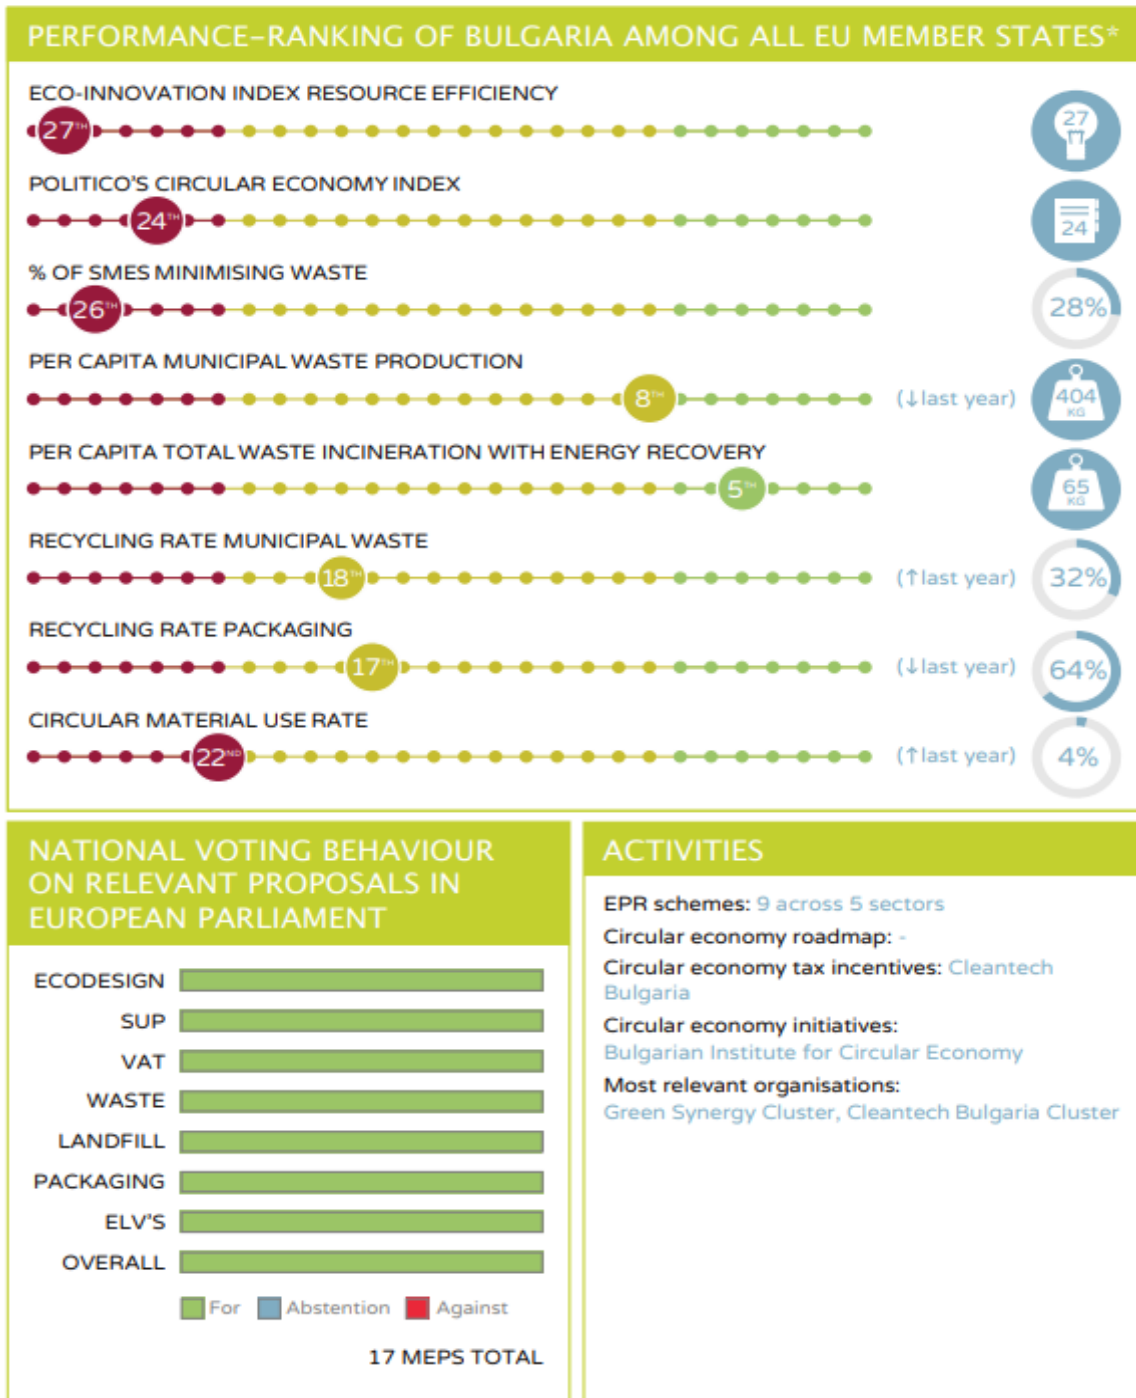 PERFORMANCE-RANKING OF BULGARIA AMONG ALL EU MEMBER STATES*
ECO-INNOVATION INDEX RESOURCE EFFICIENCY
27TH
27
POLITICO'S CIRCULAR ECONOMY INDEX
24TH
24
% OF SMES MINIMISING WASTE
26TH
28%
PER CAPITA MUNICIPAL WASTE PRODUCTION
8TH
(↓last year)
404
KG
PER CAPITA TOTAL WASTE INCINERATION WITH ENERGY RECOVERY
5TH
65
KG
RECYCLING RATE MUNICIPAL WASTE
18TH
(↑last year)
32%
RECYCLING RATE PACKAGING
17TH
(↓last year)
64%
CIRCULAR MATERIAL USE RATE
22ND
(↑last year)
4%
NATIONAL VOTING BEHAVIOUR
ON RELEVANT PROPOSALS IN
EUROPEAN PARLIAMENT
ECODESIGN
SUP
VAT
WASTE
LANDFILL
PACKAGING
ELV'S
OVERALL
For Abstention Against
17 MEPS TOTAL
ACTIVITIES
EPR schemes: 9 across 5 sectors
Circular economy roadmap: -
Circular economy tax incentives: Cleantech
Bulgaria
Circular economy initiatives:
Bulgarian Institute for Circular Economy
Most relevant organisations:
Green Synergy Cluster, Cleantech Bulgaria Cluster